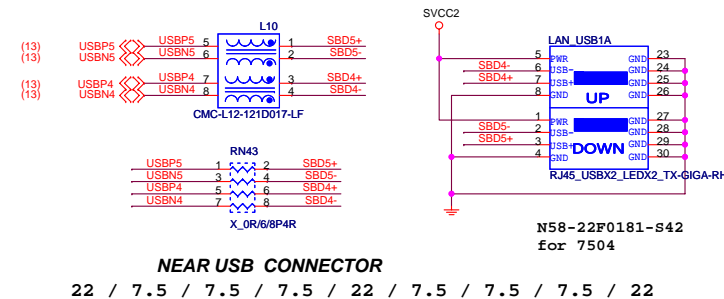 L10
(13) USBP5 USBP5 5 1 SBD5+
(13) USBN5 USBN5 6 2 SBD5-
(13) USBP4 USBP4 7 3 SBD4+
(13) USBN4 USBN4 8 4 SBD4-
CMC-L12-121D017-LF
RN43
USBP5 1 2 SBD5+
USBN5 3 4 SBD5-
USBP4 5 6 SBD4+
USBN4 7 8 SBD4-
X_0R/6/8P4R
SVCC2
LAN_USB1A
5 PWR GND 23
SBD4- 6 USB- GND 24
SBD4+ 7 USB+ GND 25
8 GND GND 26
UP
1 PWR GND 27
SBD5- 2 USB- GND 28
SBD5+ 3 USB+ GND 29
4 GND DOWN GND 30
RJ45_USBX2_LEDX2_TX-GIGA-RH
N58-22F0181-S42
for 7504
NEAR USB CONNECTOR
22 / 7.5 / 7.5 / 7.5 / 22 / 7.5 / 7.5 / 7.5 / 22